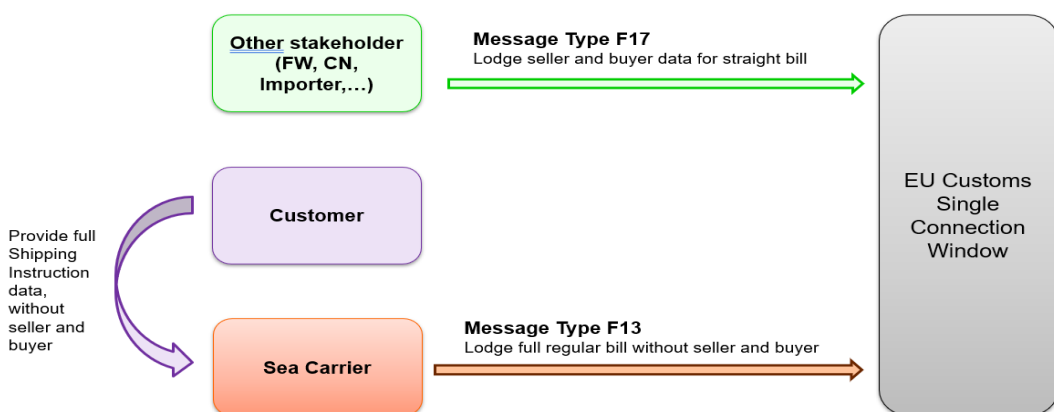 Other stakeholder
(FW, CN,
Importer,…)
Message Type F17
Lodge seller and buyer data for straight bill
EU Customs
Single
Connection
Window
Customer
Provide full
Shipping
Instruction
data,
without
seller and
buyer
Sea Carrier
Message Type F13
Lodge full regular bill without seller and buyer